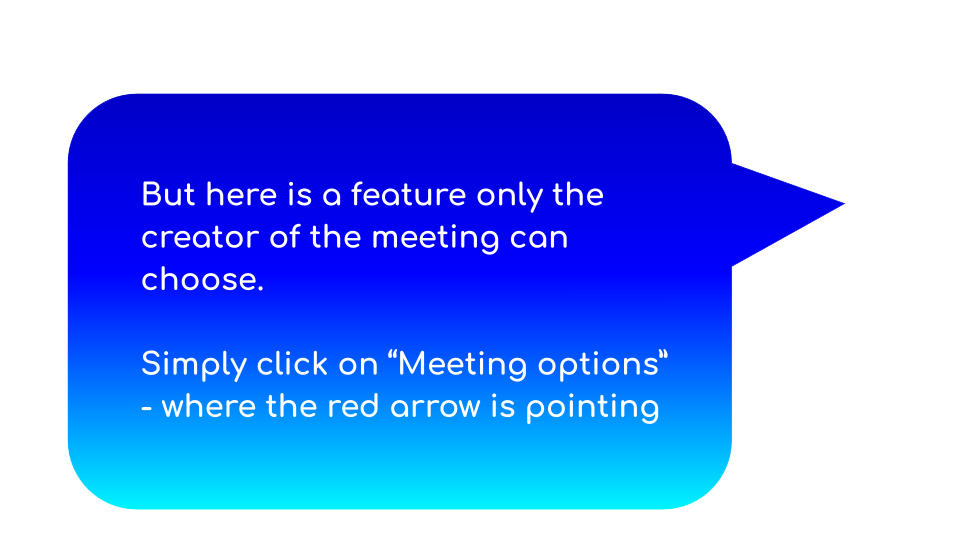 But here is a feature only the
creator of the meeting can
choose.
Simply click on “Meeting options”
- where the red arrow is pointing